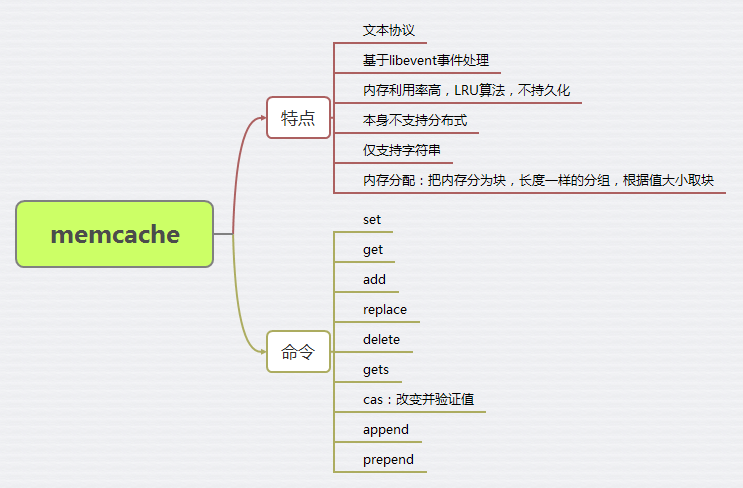 memcache
特点
文本协议
基于libevent事件处理
内存利用率高，LRU算法，不持久化
本身不支持分布式
仅支持字符串
内存分配：把内存分为块，长度一样的分组，根据值大小取块
命令
set
get
add
replace
delete
gets
cas：改变并验证值
append
prepend